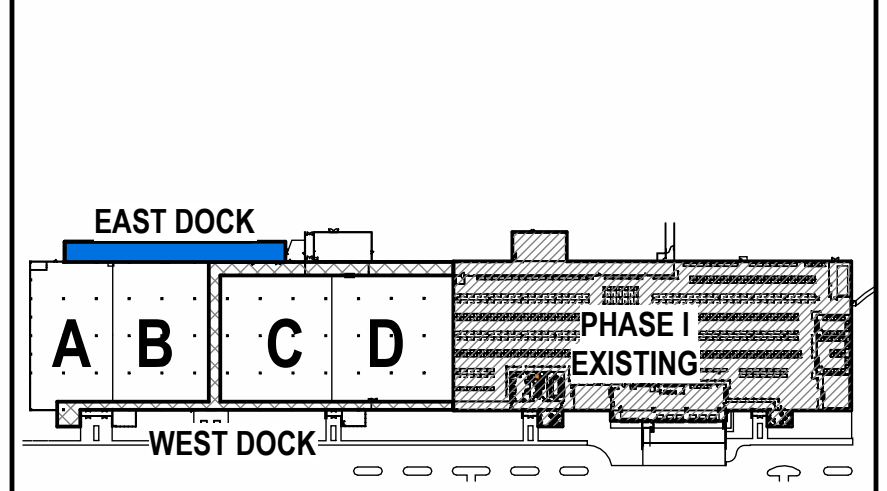 EAST DOCK
A B C D
PHASE I
EXISTING
WEST DOCK